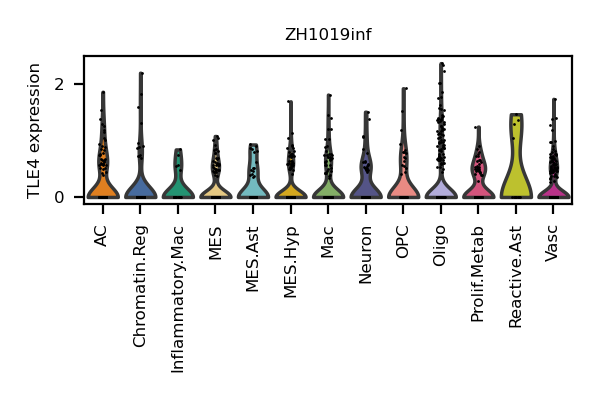 ZH1019inf
TLE4 expression
2
0
AC
Chromatin.Reg
Inflammatory.Mac
MES
MES.Ast
MES.Hyp
Mac
Neuron
OPC
Oligo
Prolif.Metab
Reactive.Ast
Vasc